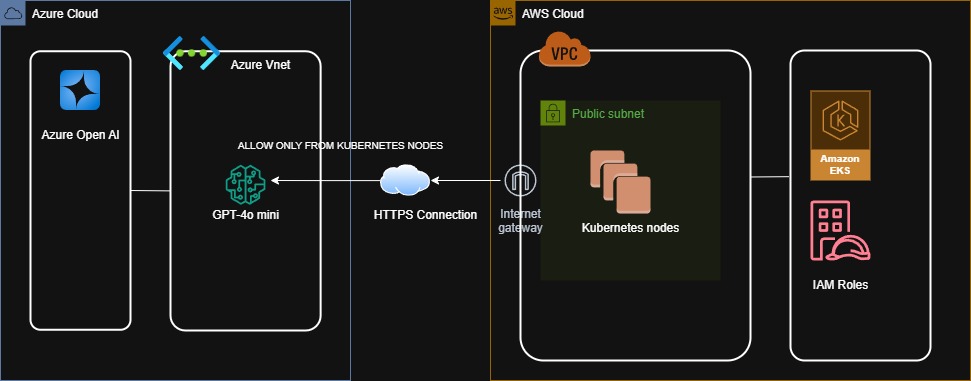 Azure Cloud
Azure Open AI
Azure Vnet
ALLOW ONLY FROM KUBERNETES NODES
GPT-4o mini
HTTPS Connection
aws
AWS Cloud
VPC
Public subnet
Internet
gateway
Kubernetes nodes
K
Amazon
EKS
IAM Roles